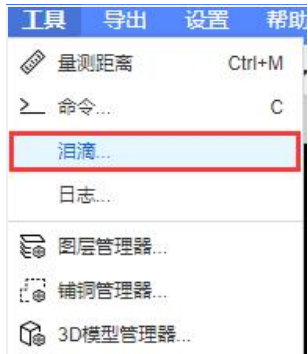 工具 导出 设置 帮助
量测距离 Ctrl+M
命令... C
泪滴...
日志...
图层管理器...
铺铜管理器...
3D模型管理器...